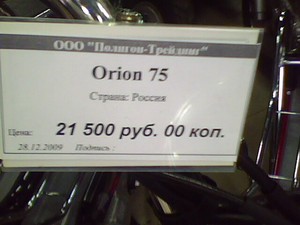 ООО "Полигон-Трейдинг"
Orion 75
Страна: Россия
Цена: 21 500 руб. 00 коп.
28.12.2009 Подпись :